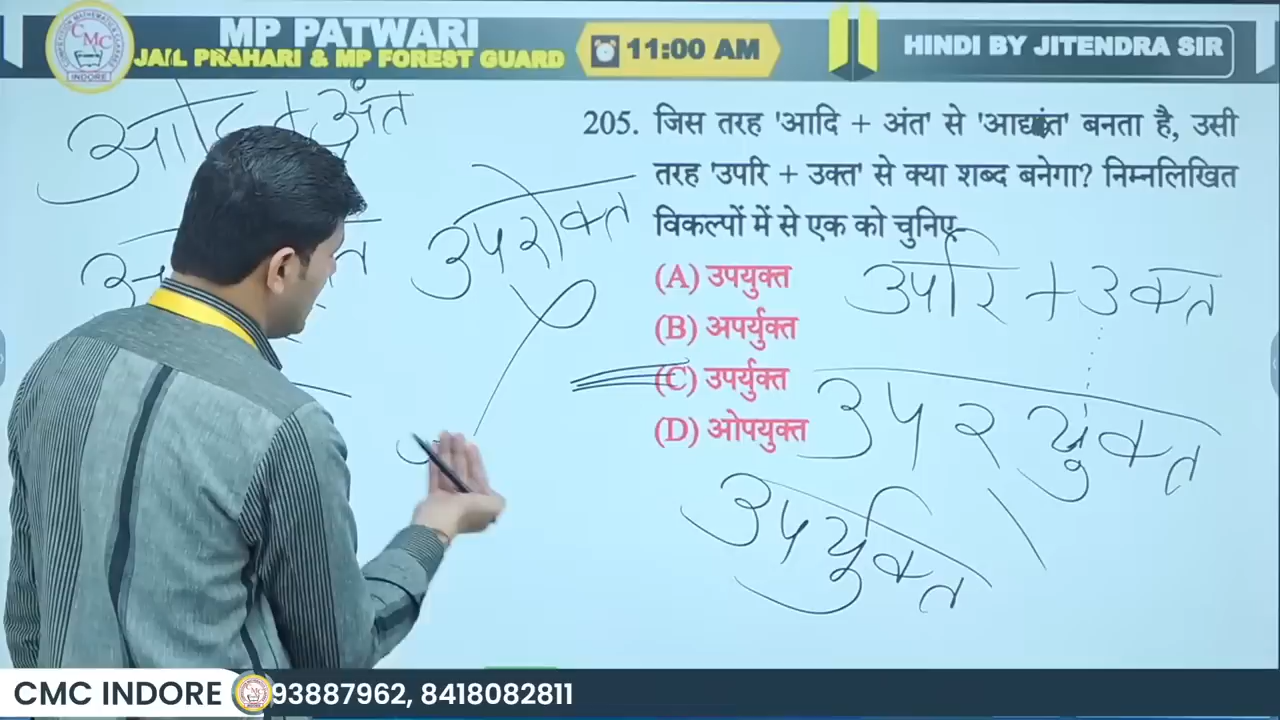 MP PATWARI
JAIL PRAHARI & MP FOREST GUARD
CMC
INDORE
11:00 AM
HINDI BY JITENDRA SIR
आदि + अंत
उपरोक्त
205. जिस तरह 'आदि + अंत' से 'आद्यंत' बनता है, उसी
तरह 'उपरि + उक्त' से क्या शब्द बनेगा? निम्नलिखित
विकल्पों में से एक को चुनिए-
(A) उपयुक्त
(B) अपर्युक्त
(C) उपर्युक्त
(D) ओपयुक्त
उपरि + उक्त
उपर युक्त
उपर्युक्त
CMC INDORE
93887962, 8418082811